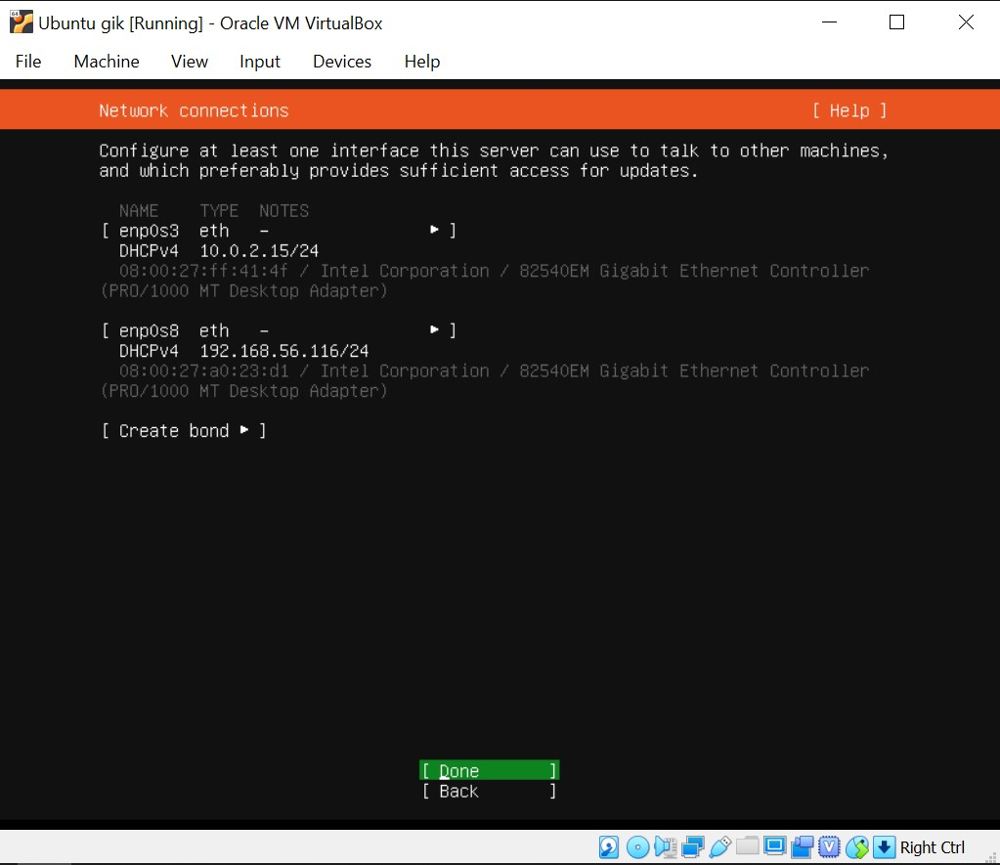 Ubuntu gik [Running] - Oracle VM VirtualBox
File Machine View Input Devices Help
Network connections [ Help ]
Configure at least one interface this server can use to talk to other machines,
and which preferably provides sufficient access for updates.
NAME TYPE NOTES
[ enp0s3 eth - ▸ ]
DHCPv4 10.0.2.15/24
08:00:27:ff:41:4f / Intel Corporation / 82540EM Gigabit Ethernet Controller
(PRO/1000 MT Desktop Adapter)
[ enp0s8 eth - ▸ ]
DHCPv4 192.168.56.116/24
08:00:27:a0:23:d1 / Intel Corporation / 82540EM Gigabit Ethernet Controller
(PRO/1000 MT Desktop Adapter)
[ Create bond ▸ ]
[ Done ]
[ Back ]
Right Ctrl